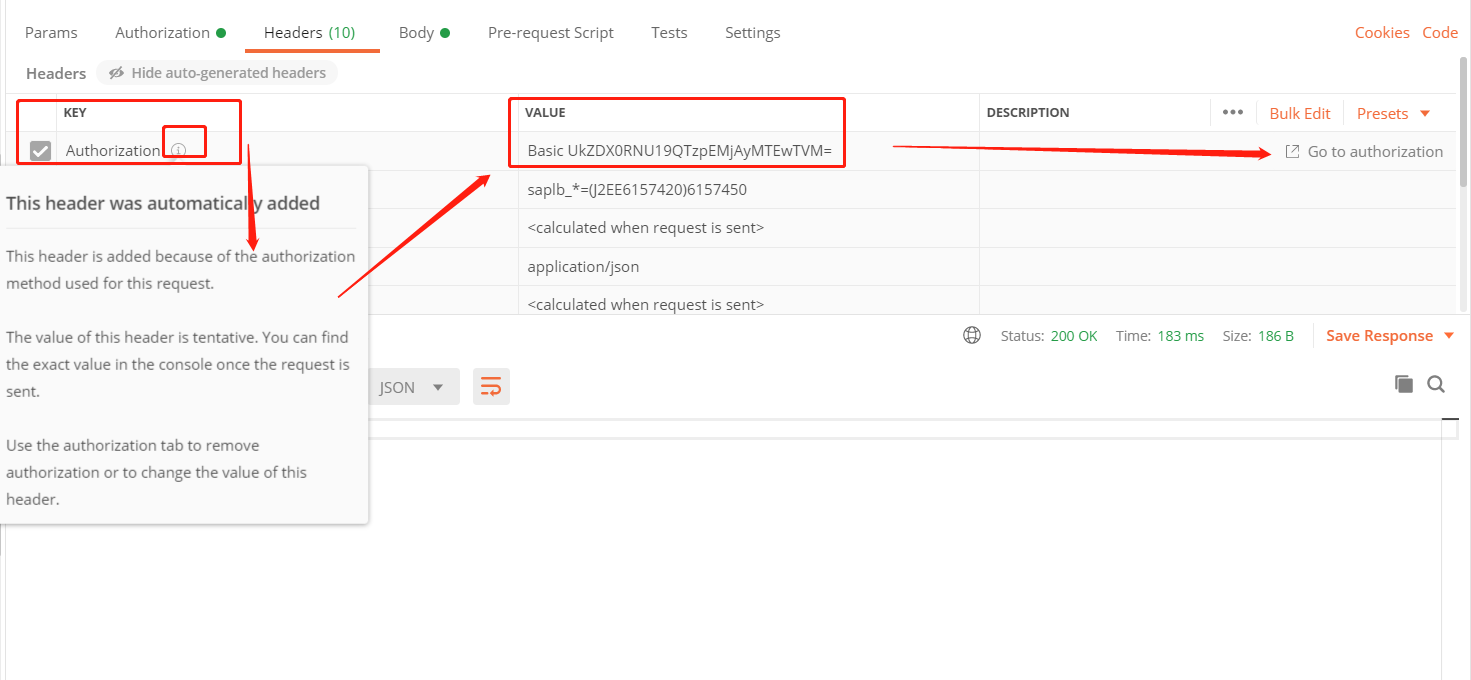 Params Authorization Headers (10) Body Pre-request Script Tests Settings Cookies Code
Headers Hide auto-generated headers
KEY VALUE DESCRIPTION ••• Bulk Edit Presets
Authorization Basic UkZDX0RNU19QTzpEMjAyMTEwTVM= Go to authorization
saplb_*=(J2EE6157420)6157450
<calculated when request is sent>
application/json
<calculated when request is sent>
This header was automatically added
This header is added because of the authorization
method used for this request.
The value of this header is tentative. You can find
the exact value in the console once the request is
sent.
Use the authorization tab to remove
authorization or to change the value of this
header.
Status: 200 OK Time: 183 ms Size: 186 B Save Response
JSON